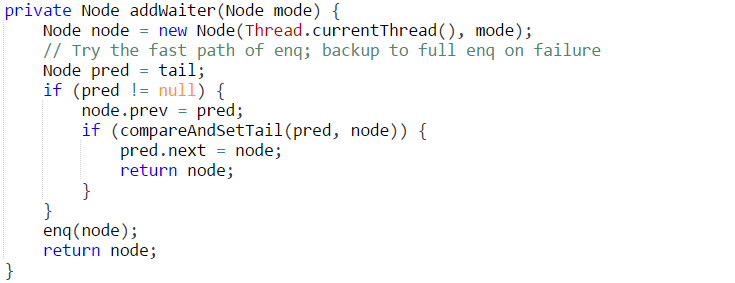 private Node addWaiter(Node mode) {
    Node node = new Node(Thread.currentThread(), mode);
    // Try the fast path of enq; backup to full enq on failure
    Node pred = tail;
    if (pred != null) {
        node.prev = pred;
        if (compareAndSetTail(pred, node)) {
            pred.next = node;
            return node;
        }
    }
    enq(node);
    return node;
}